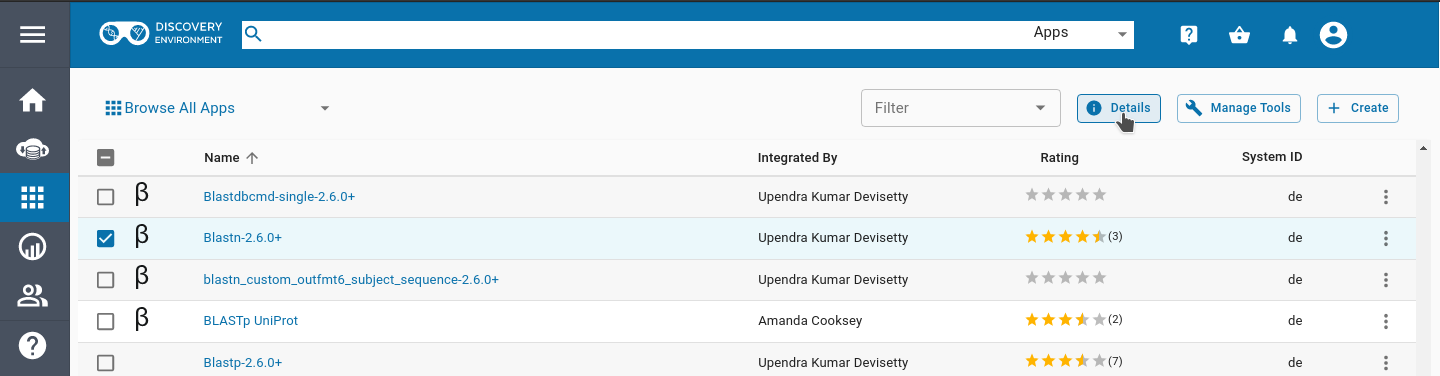 DISCOVERY
ENVIRONMENT
Apps
Browse All Apps
Filter
Details
Manage Tools
Create
Name Integrated By Rating System ID
β Blastdbcmd-single-2.6.0+ Upendra Kumar Devisetty de
β Blastn-2.6.0+ Upendra Kumar Devisetty (3) de
β blastn_custom_outfmt6_subject_sequence-2.6.0+ Upendra Kumar Devisetty de
β BLASTp UniProt Amanda Cooksey (2) de
Blastp-2.6.0+ Upendra Kumar Devisetty (7) de